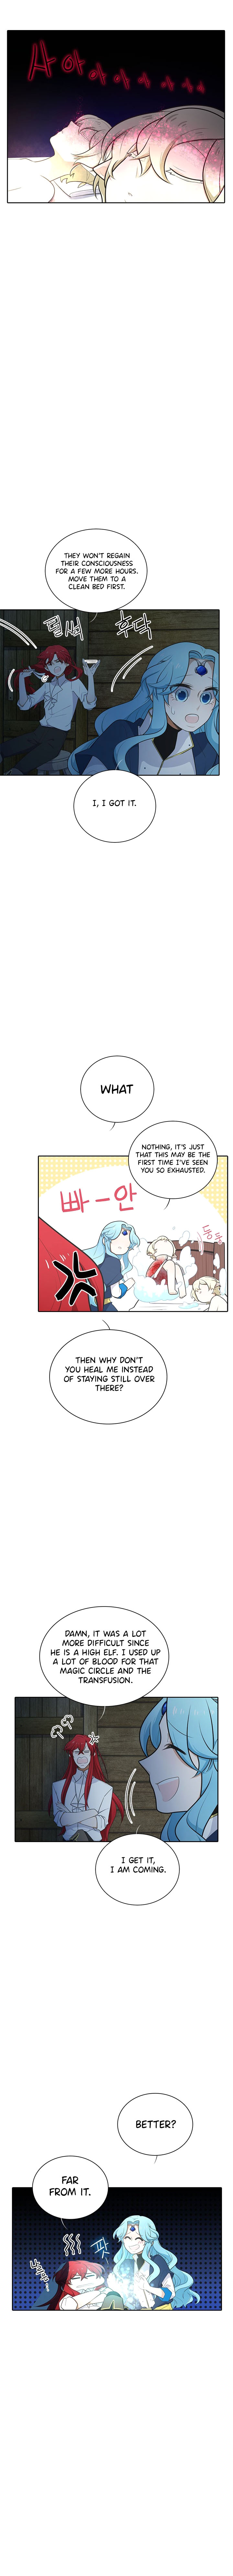 사아아아아아아아
THEY WON'T REGAIN
THEIR CONSCIOUSNESS
FOR A FEW MORE HOURS.
MOVE THEM TO A
CLEAN BED FIRST.
털썩
후닥
I, I GOT IT.
WHAT
NOTHING, IT'S JUST
THAT THIS MAY BE THE
FIRST TIME I'VE SEEN
YOU SO EXHAUSTED.
빠-안
THEN WHY DON'T
YOU HEAL ME INSTEAD
OF STAYING STILL OVER
THERE?
DAMN, IT WAS A LOT
MORE DIFFICULT SINCE
HE IS A HIGH ELF. I USED UP
A LOT OF BLOOD FOR THAT
MAGIC CIRCLE AND THE
TRANSFUSION.
I GET IT,
I AM COMING.
BETTER?
FAR
FROM IT.
팟